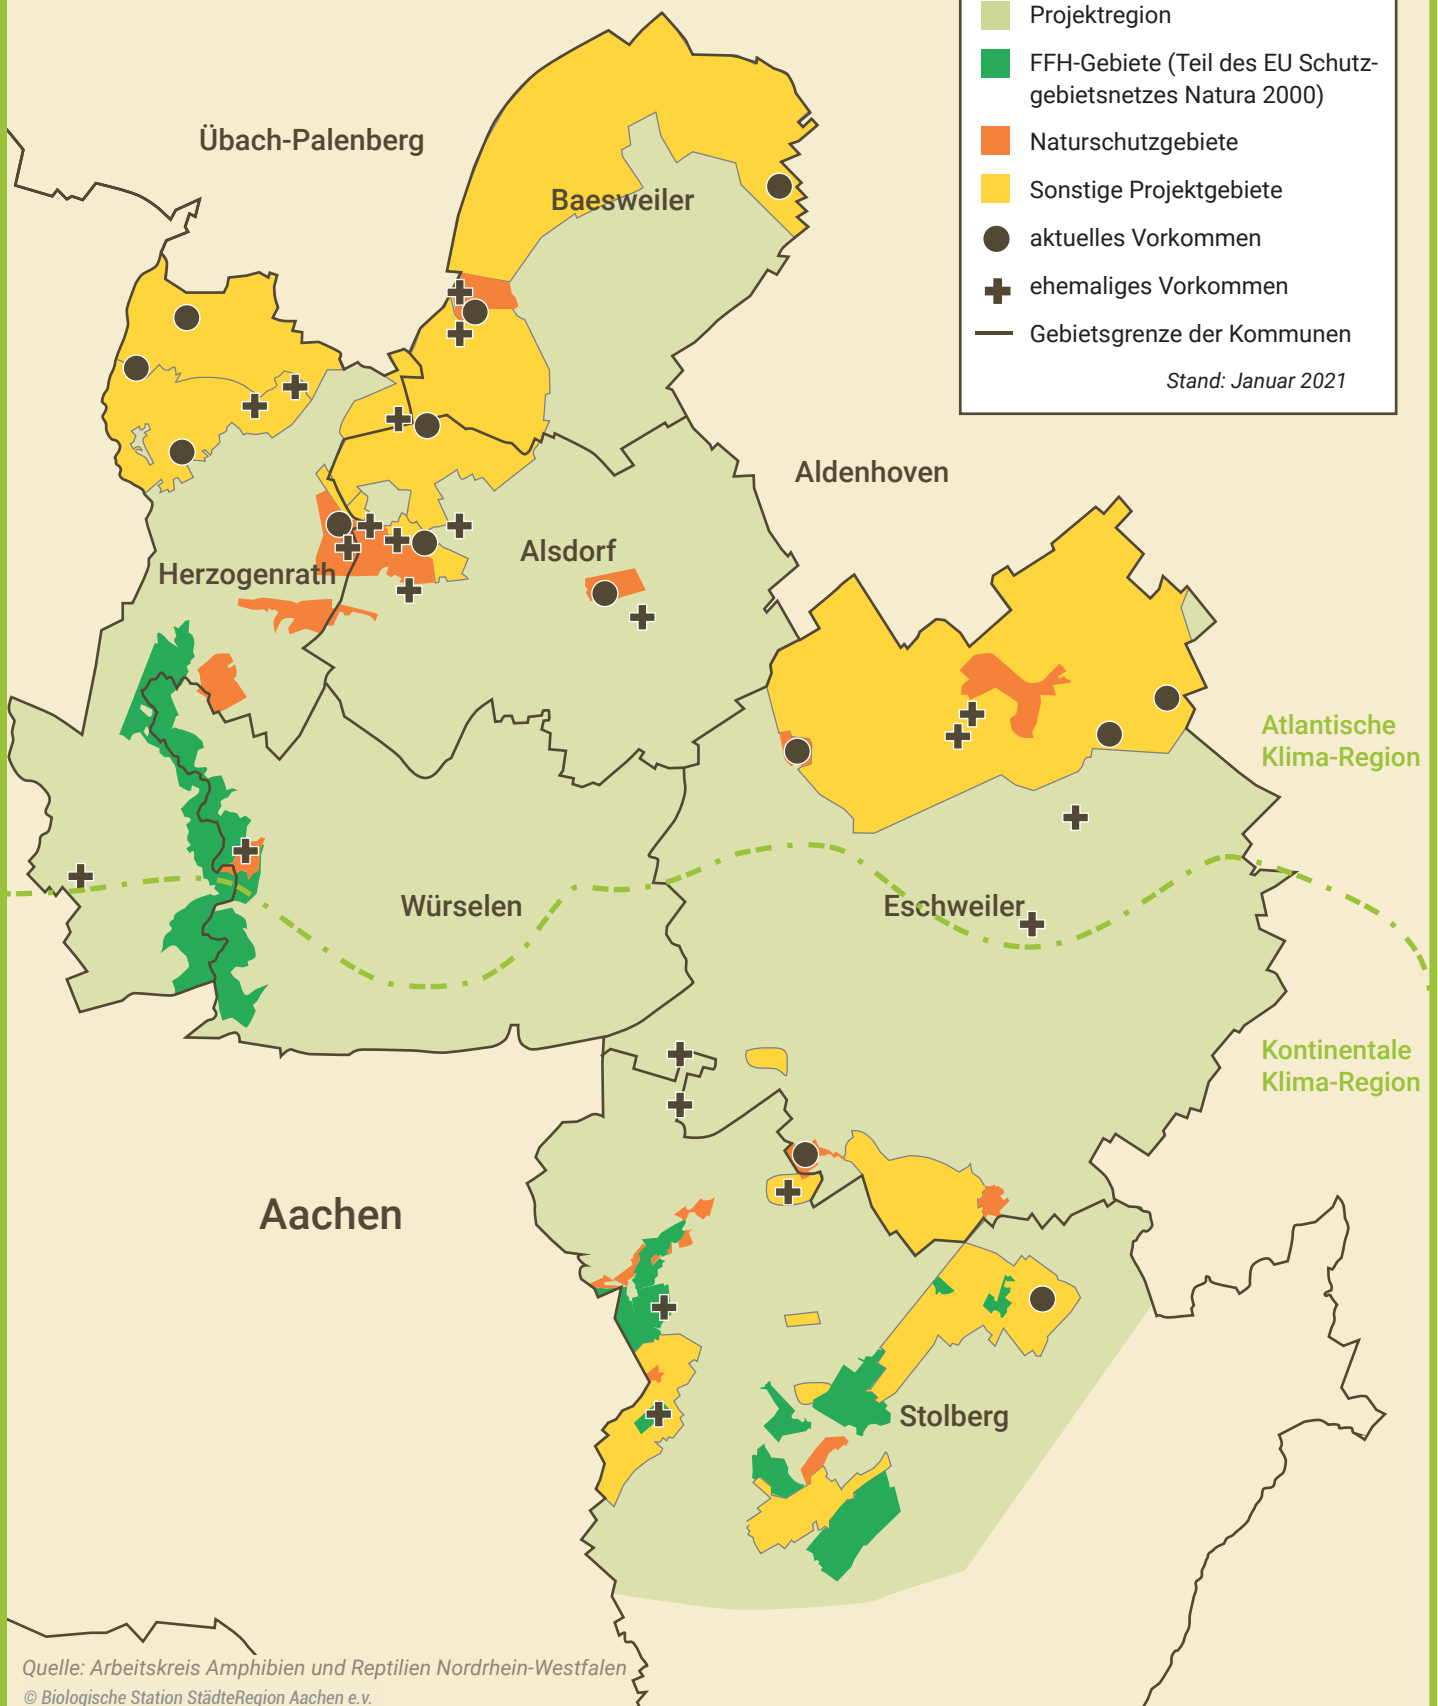 Projektregion
FFH-Gebiete (Teil des EU Schutz-
gebietsnetzes Natura 2000)
Naturschutzgebiete
Sonstige Projektgebiete
aktuelles Vorkommen
ehemaliges Vorkommen
Gebietsgrenze der Kommunen
Stand: Januar 2021
Übach-Palenberg
Baesweiler
Aldenhoven
Alsdorf
Herzogenrath
Atlantische
Klima-Region
Würselen
Eschweiler
Kontinentale
Klima-Region
Aachen
Stolberg
Quelle: Arbeitskreis Amphibien und Reptilien Nordrhein-Westfalen
© Biologische Station StädteRegion Aachen e.v.